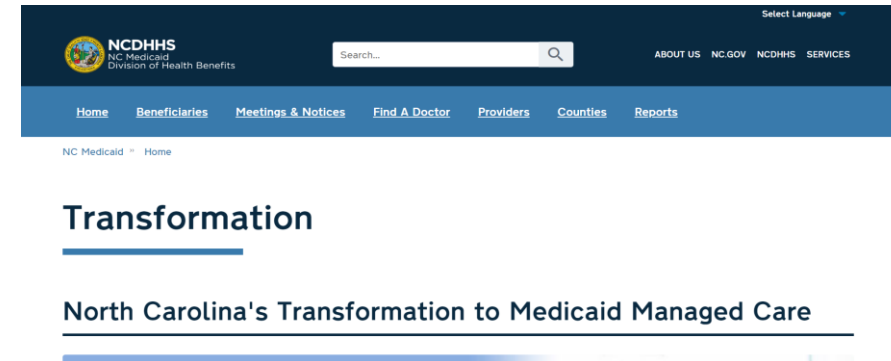 Select Language
NCDHHS
NC Medicaid
Division of Health Benefits
Search...
ABOUT US NC.GOV NCDHHS SERVICES
Home Beneficiaries Meetings & Notices Find A Doctor Providers Counties Reports
NC Medicaid » Home
Transformation
North Carolina's Transformation to Medicaid Managed Care